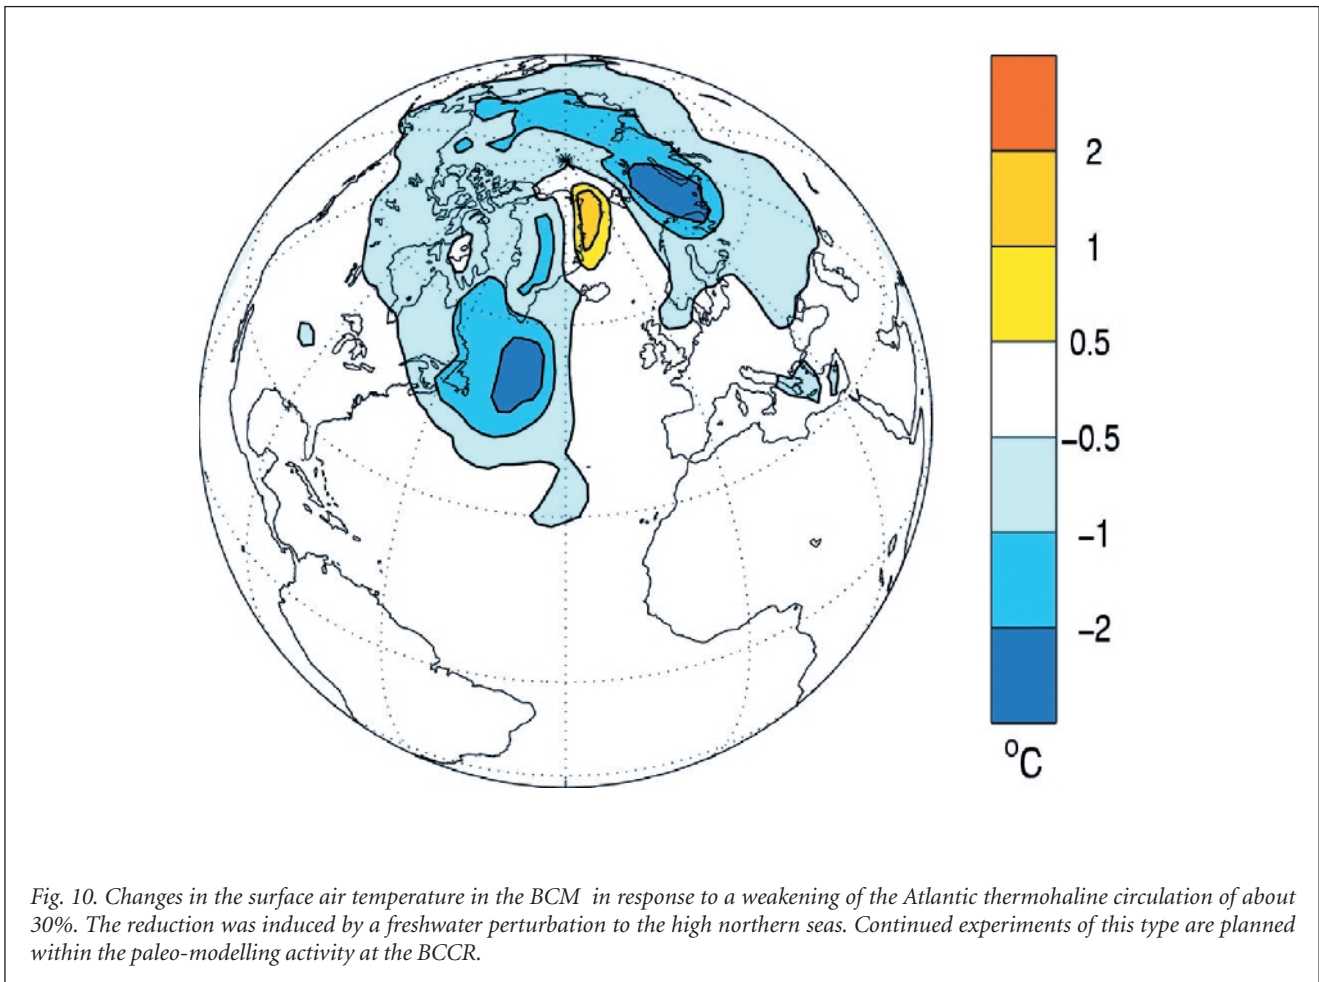 2
1
0.5
−0.5
−1
−2
°C
Fig. 10. Changes in the surface air temperature in the BCM in response to a weakening of the Atlantic thermohaline circulation of about
30%. The reduction was induced by a freshwater perturbation to the high northern seas. Continued experiments of this type are planned
within the paleo-modelling activity at the BCCR.